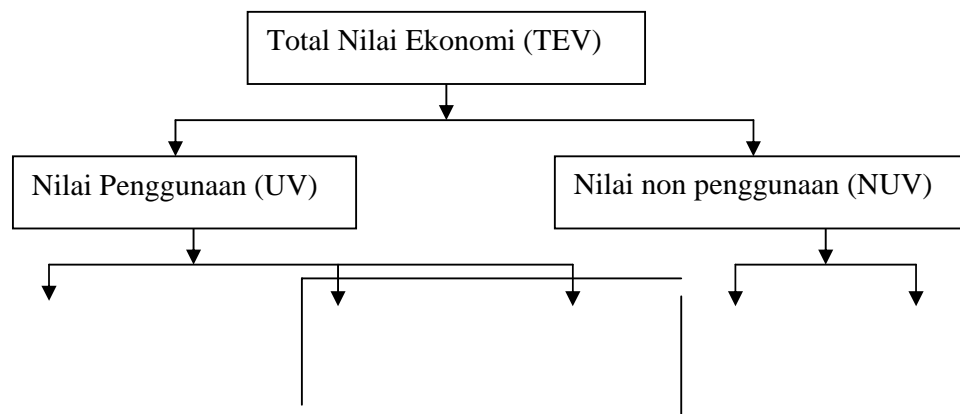 Total Nilai Ekonomi (TEV)
Nilai Penggunaan (UV)
Nilai non penggunaan (NUV)